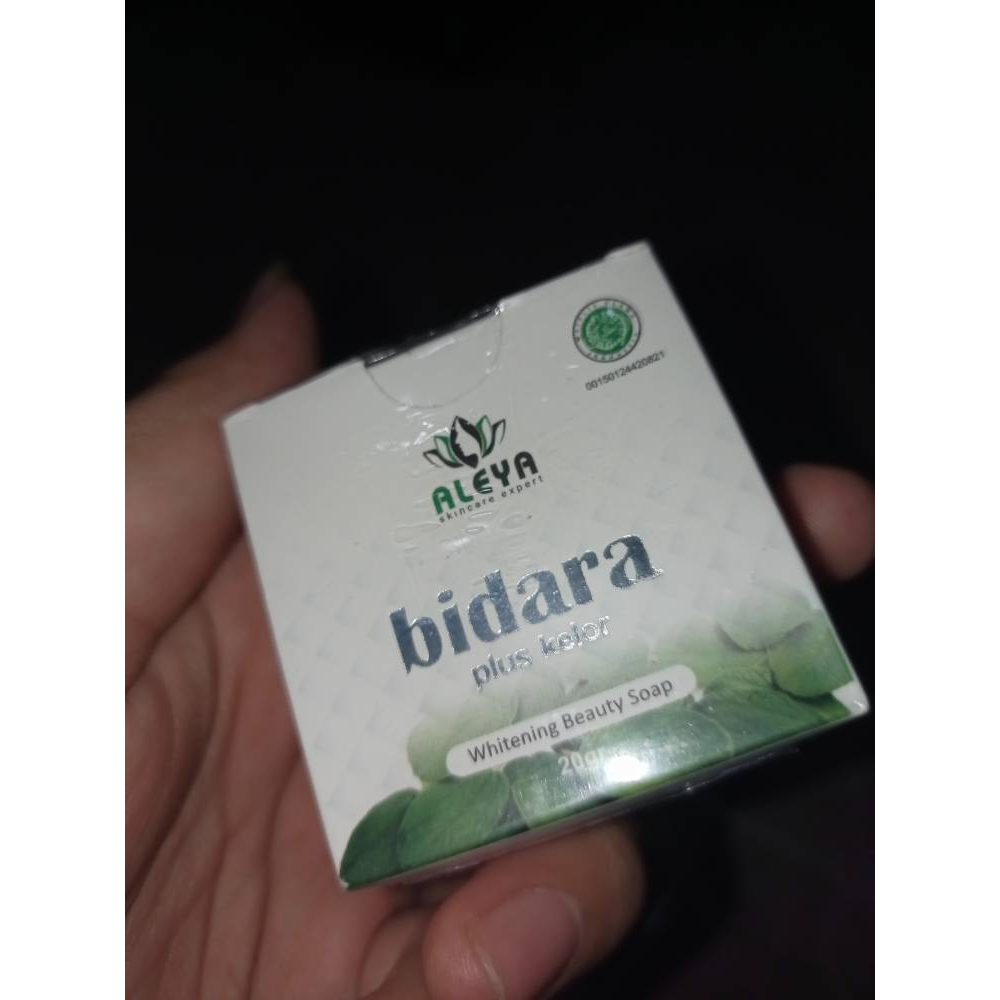 00150124420821
ALEYA
skincare expert
bidara
plus kelor
Whitening Beauty Soap